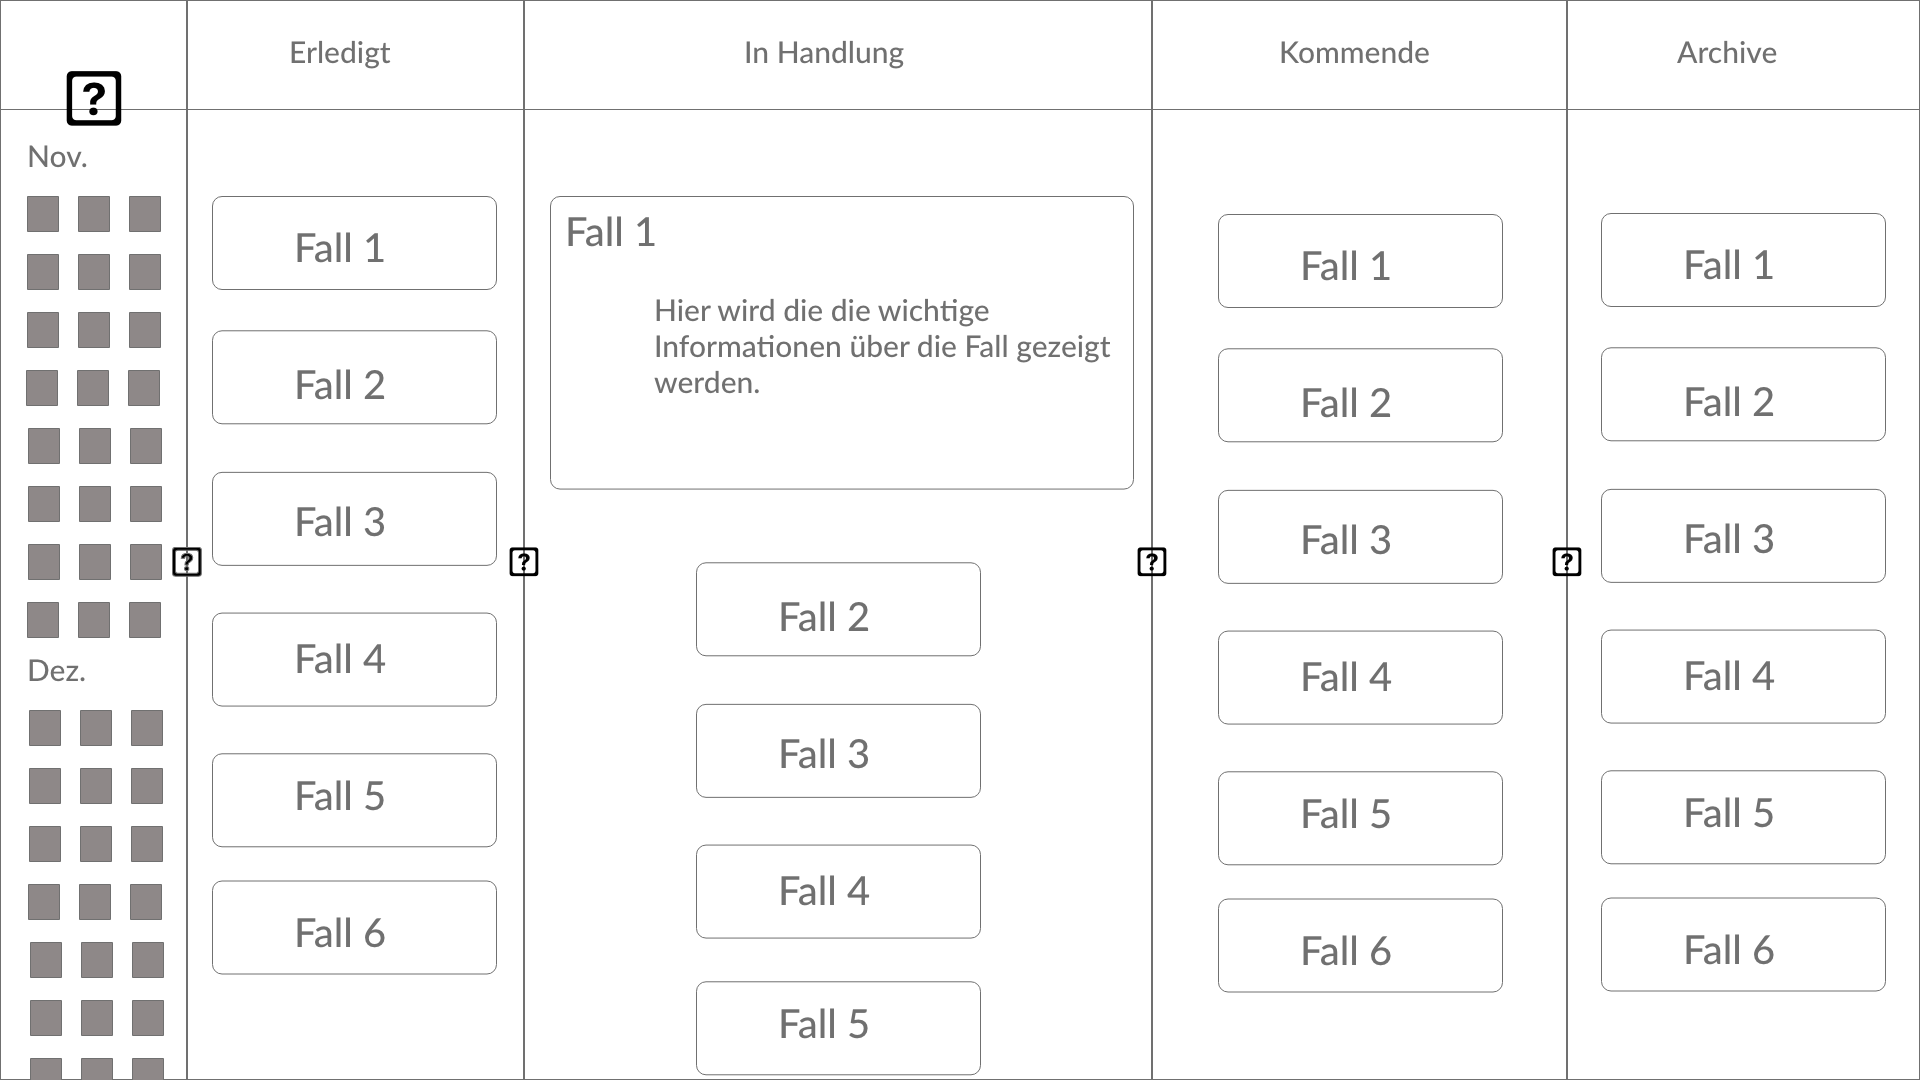 Erledigt
In Handlung
Kommende
Archive
?
Nov.
Dez.
?
Fall 1
Fall 2
Fall 3
Fall 4
Fall 5
Fall 6
?
Fall 1
Hier wird die die wichtige
Informationen über die Fall gezeigt
werden.
Fall 2
Fall 3
Fall 4
Fall 5
?
Fall 1
Fall 2
Fall 3
Fall 4
Fall 5
Fall 6
?
Fall 1
Fall 2
Fall 3
Fall 4
Fall 5
Fall 6